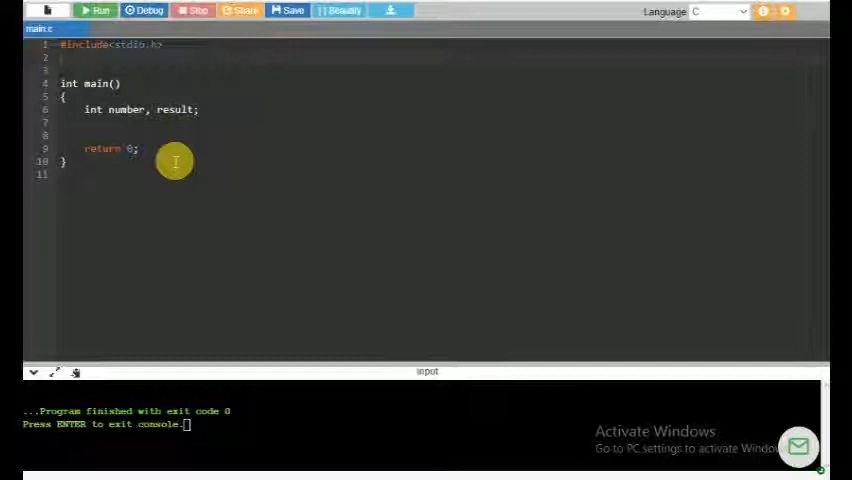 Run Debug Stop Share Save { } Beautify Language C
main.c
1 #include<stdio.h>
2
3
4 int main()
5 {
6 int number, result;
7
8
9 return 0;
10 }
11
input
...Program finished with exit code 0
Press ENTER to exit console.
Activate Windows
Go to PC settings to activate Windo